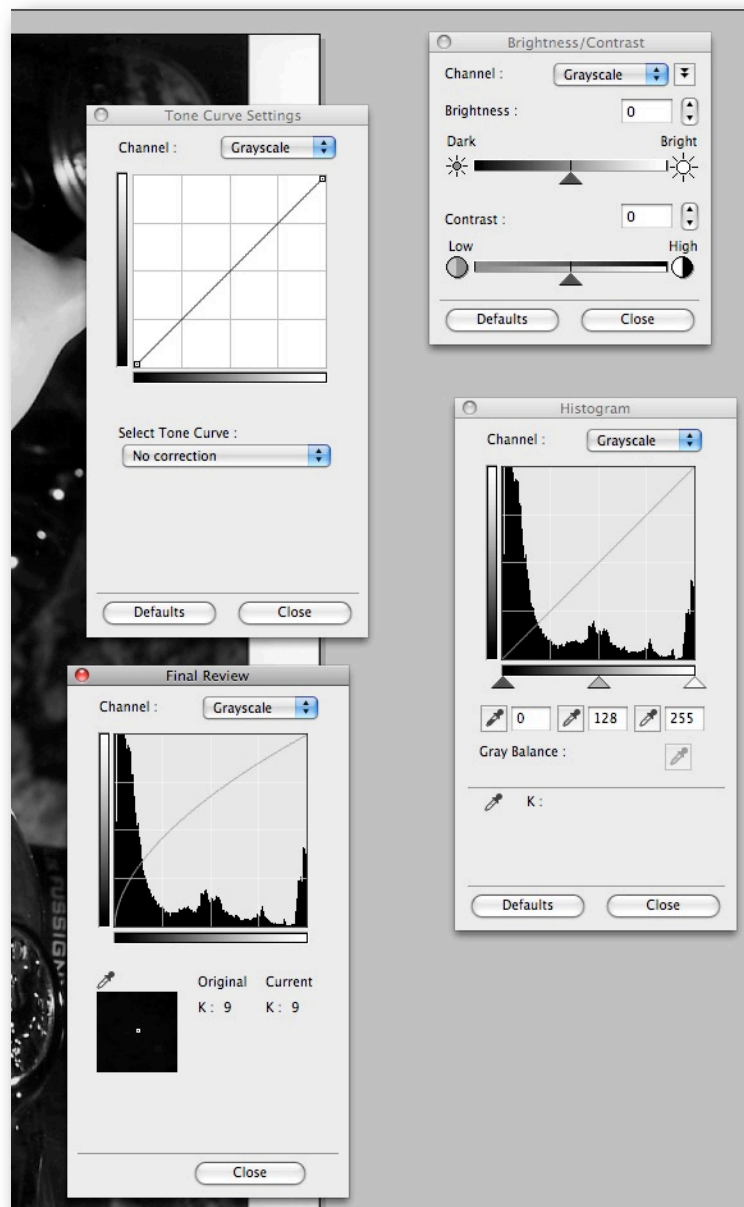 Tone Curve Settings
Channel :
Grayscale
Select Tone Curve :
No correction
Defaults
Close
Brightness/Contrast
Channel :
Grayscale
Brightness :
0
Dark
Bright
Contrast :
0
Low
High
Defaults
Close
Histogram
Channel :
Grayscale
0
128
255
Gray Balance :
K :
Defaults
Close
Final Review
Channel :
Grayscale
Original Current
K : 9 K : 9
Close
FUSSIGN